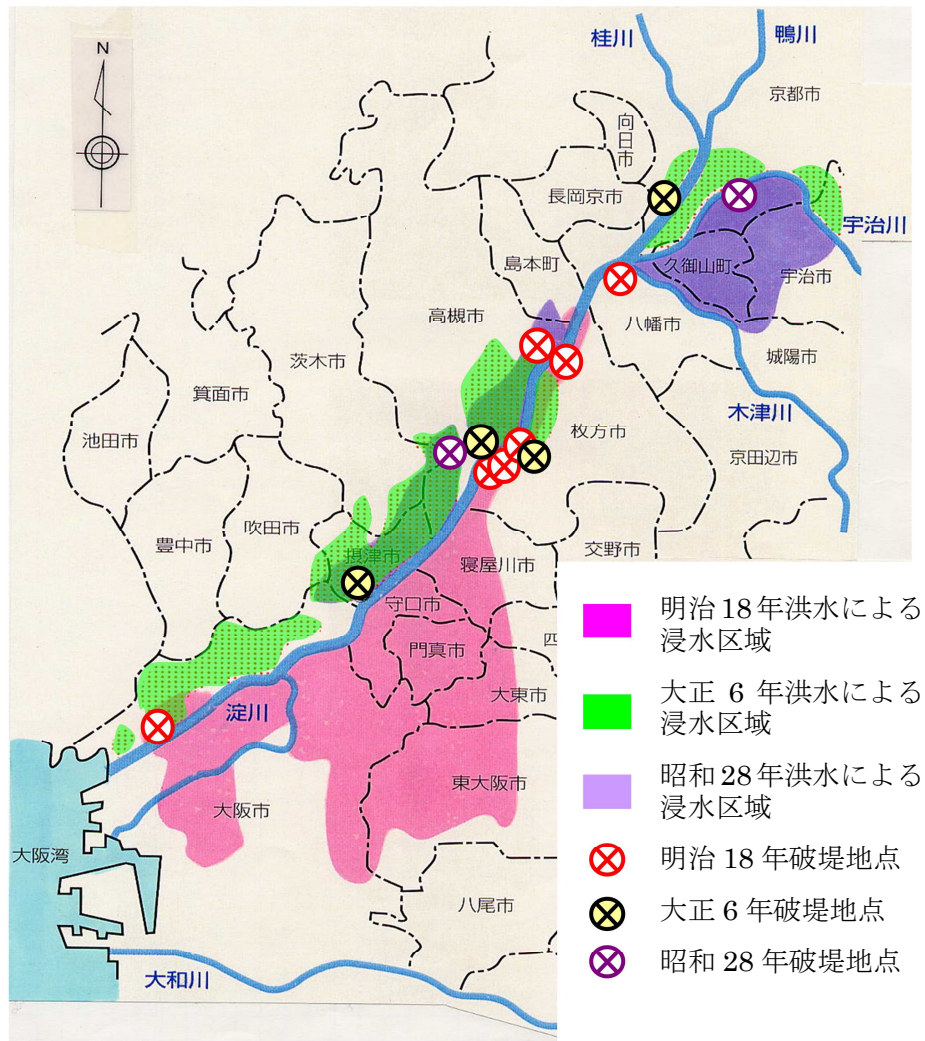 N
桂川
鴨川
京都市
向日市
長岡京市
宇治川
島本町
久御山町
宇治市
高槻市
八幡市
城陽市
茨木市
箕面市
木津川
池田市
枚方市
京田辺市
吹田市
豊中市
摂津市
寝屋川市
交野市
守口市
門真市
四
大東市
淀川
東大阪市
大阪市
大阪湾
八尾市
大和川
明治18年洪水による
浸水区域
大正 6 年洪水による
浸水区域
昭和28年洪水による
浸水区域
明治 18 年破堤地点
大正 6 年破堤地点
昭和 28 年破堤地点